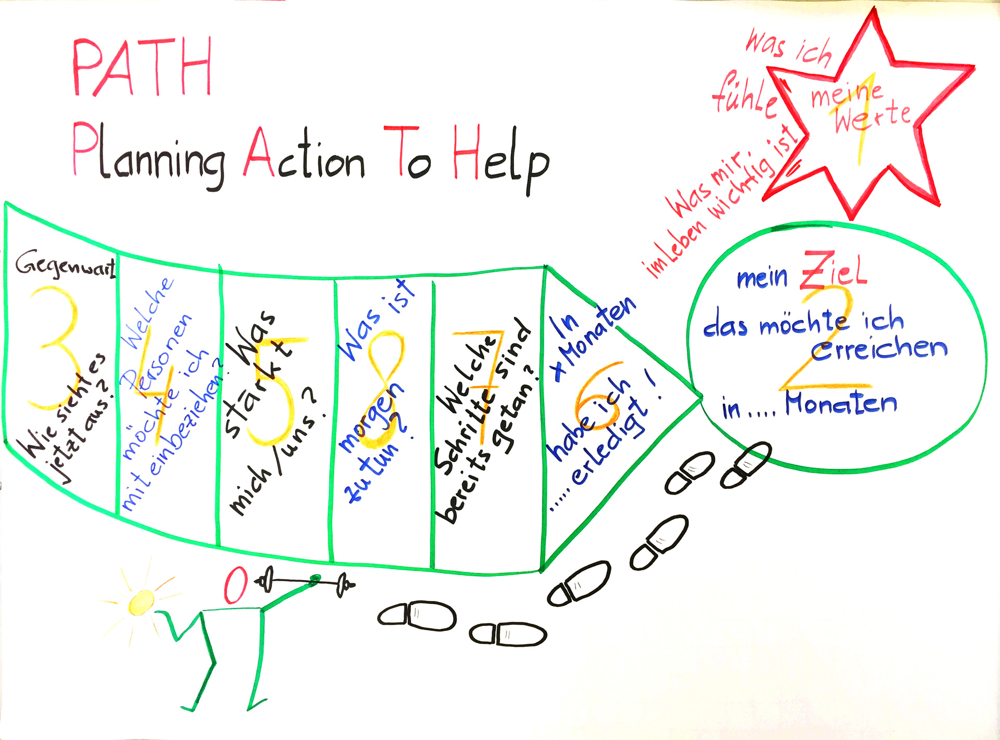 PATH
Planning Action To Help
Was ich
fühle
meine
Werte
1
Was mir
im Leben wichtig ist
mein Ziel
2
das möchte ich
erreichen
in .... Monaten
Gegenwart
3
Wie sieht es
jetzt aus?
4
Welche
Personen
möchte ich
mit einbeziehen?
5
Was
stärkt
mich/uns?
8
Was ist
morgen
zu tun?
7
Welche
Schritte sind
bereits getan?
6
In
x Monaten
habe ich
..... erledigt!